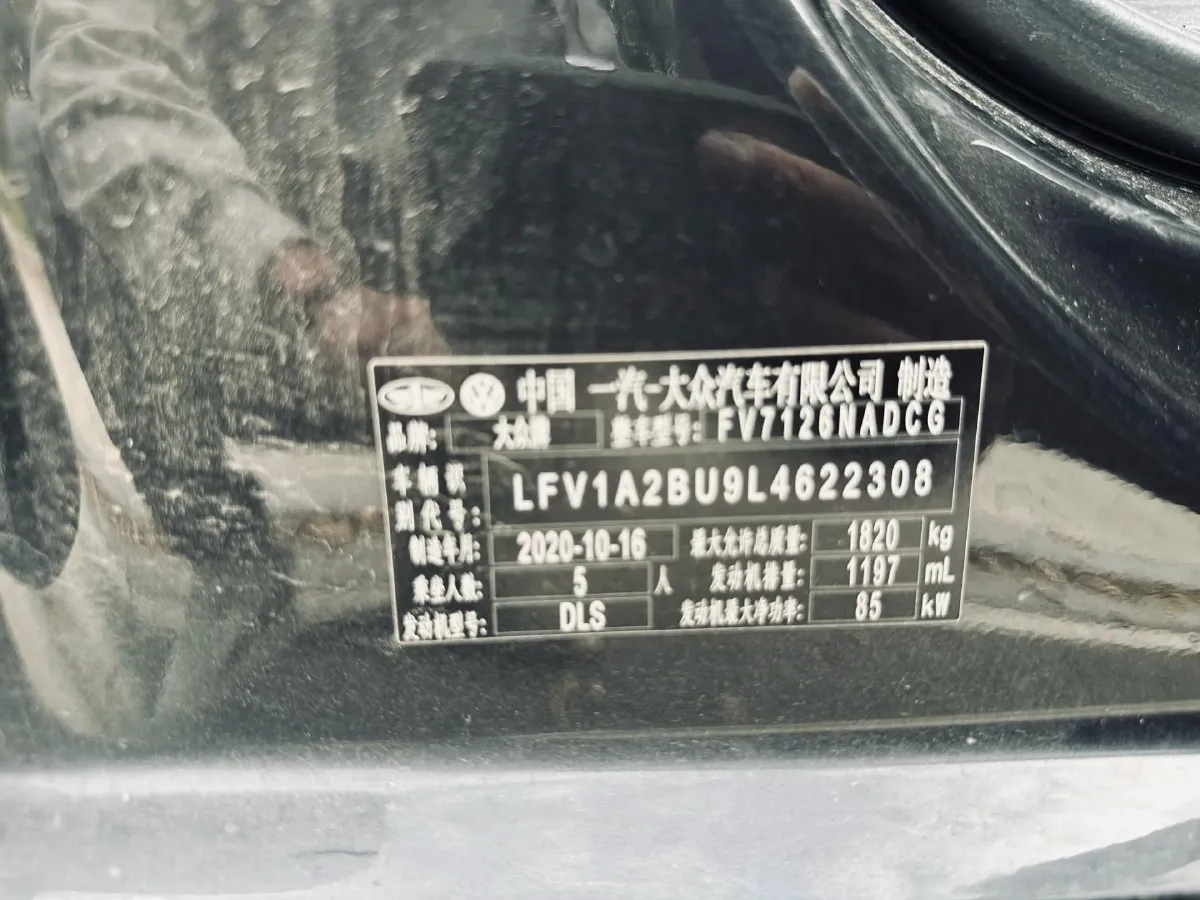 中国 一汽-大众汽车有限公司 制造
品牌: 大众牌 整车型号: FV7126NADCG
车辆识别代号: LFV1A2BU9L4622308
制造年月: 2020-10-16 最大允许总质量: 1820 kg
乘坐人数: 5 人 发动机排量: 1197 mL
发动机型号: DLS 发动机最大净功率: 85 kW